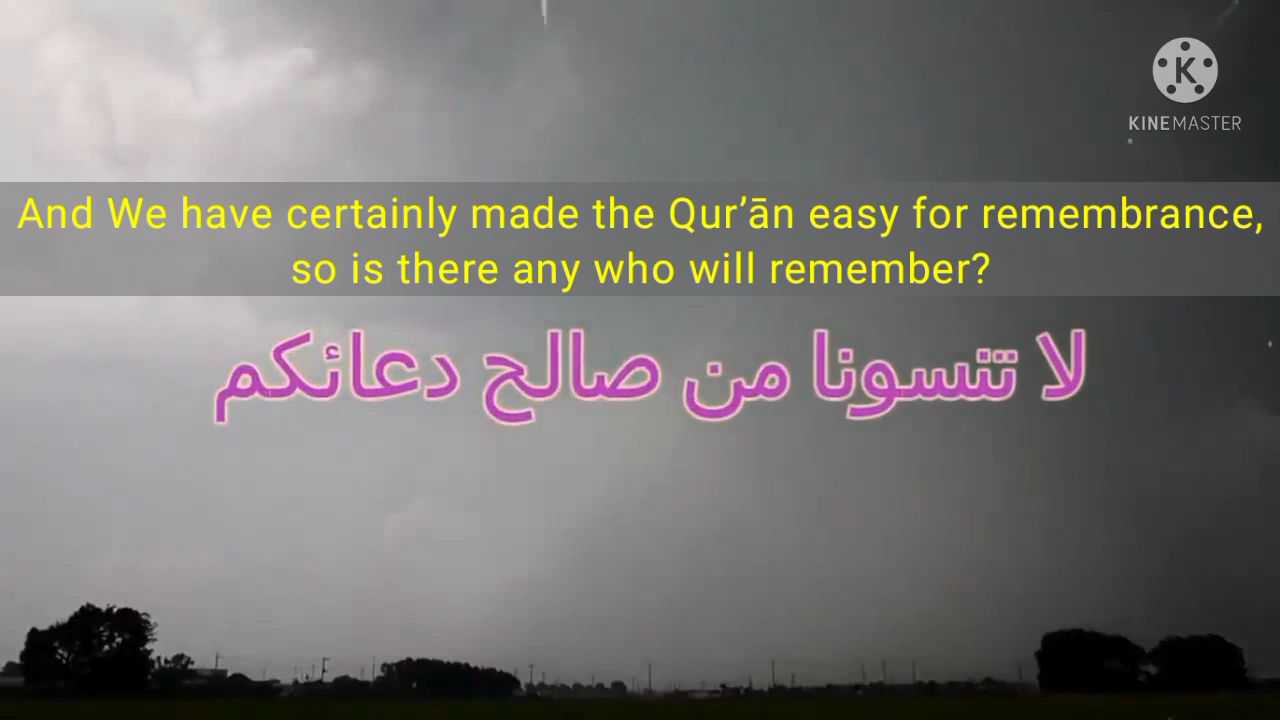 KINEMASTER
And We have certainly made the Qur’ān easy for remembrance,
so is there any who will remember?
لا تنسونا من صالح دعائكم